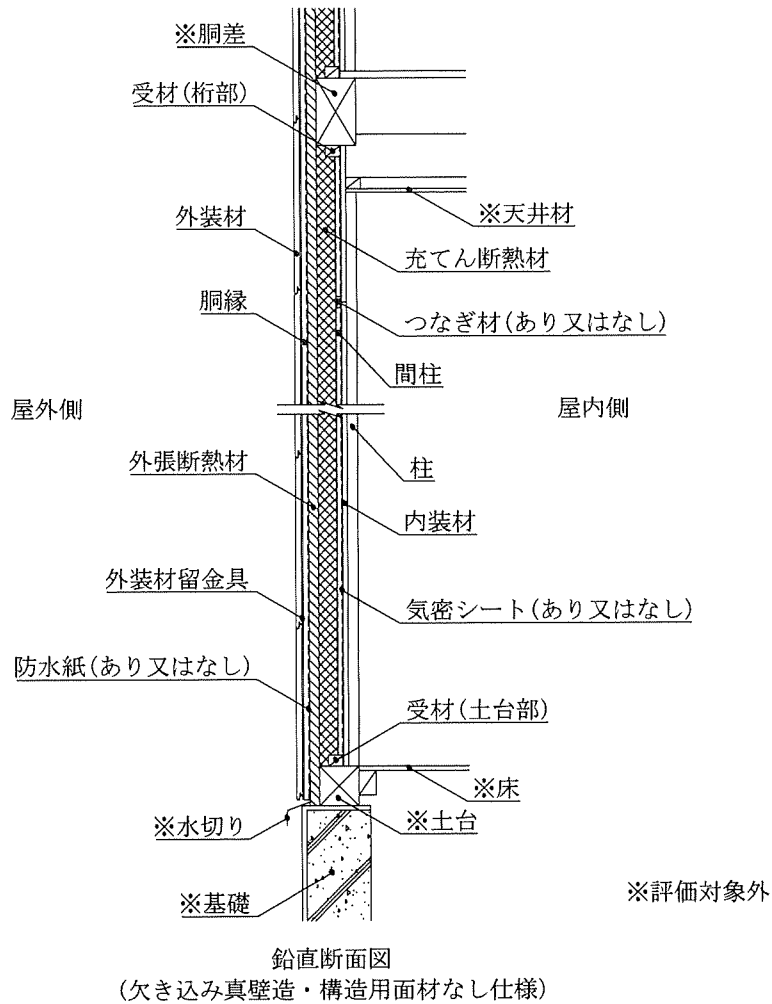 ※胴差
受材(桁部)
※天井材
外装材
充てん断熱材
胴縁
つなぎ材(あり又はなし)
間柱
屋外側
屋内側
外張断熱材
柱
内装材
外装材留金具
気密シート(あり又はなし)
防水紙(あり又はなし)
受材(土台部)
※床
※水切り
※土台
※基礎
※評価対象外
鉛直断面図
(欠き込み真壁造・構造用面材なし仕様)